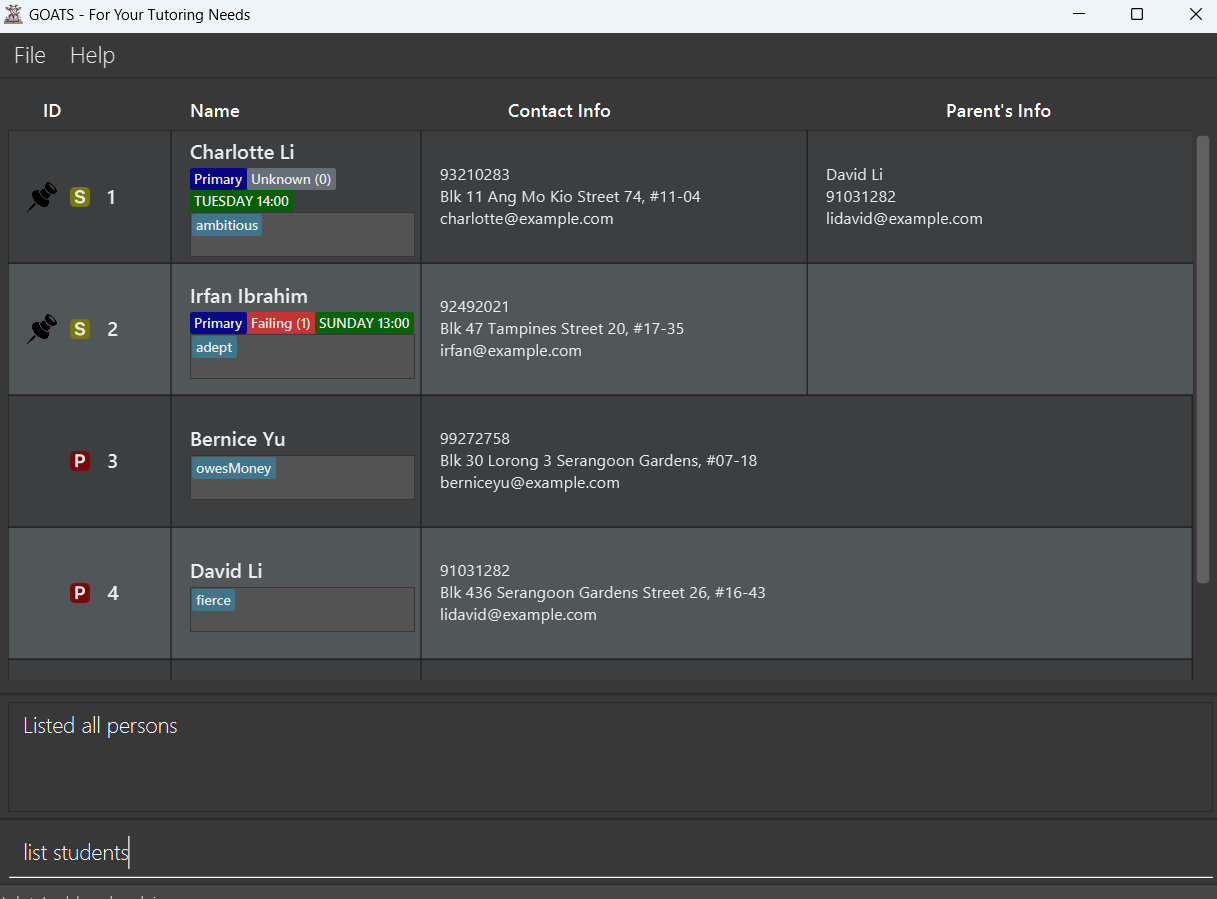 GOATS - For Your Tutoring Needs
File Help
ID Name Contact Info Parent's Info
S 1
Charlotte Li
Primary Unknown (0)
TUESDAY 14:00
ambitious
93210283
Blk 11 Ang Mo Kio Street 74, #11-04
charlotte@example.com
David Li
91031282
lidavid@example.com
S 2
Irfan Ibrahim
Primary Failing (1) SUNDAY 13:00
adept
92492021
Blk 47 Tampines Street 20, #17-35
irfan@example.com
P 3
Bernice Yu
owesMoney
99272758
Blk 30 Lorong 3 Serangoon Gardens, #07-18
berniceyu@example.com
P 4
David Li
fierce
91031282
Blk 436 Serangoon Gardens Street 26, #16-43
lidavid@example.com
Listed all persons
list students